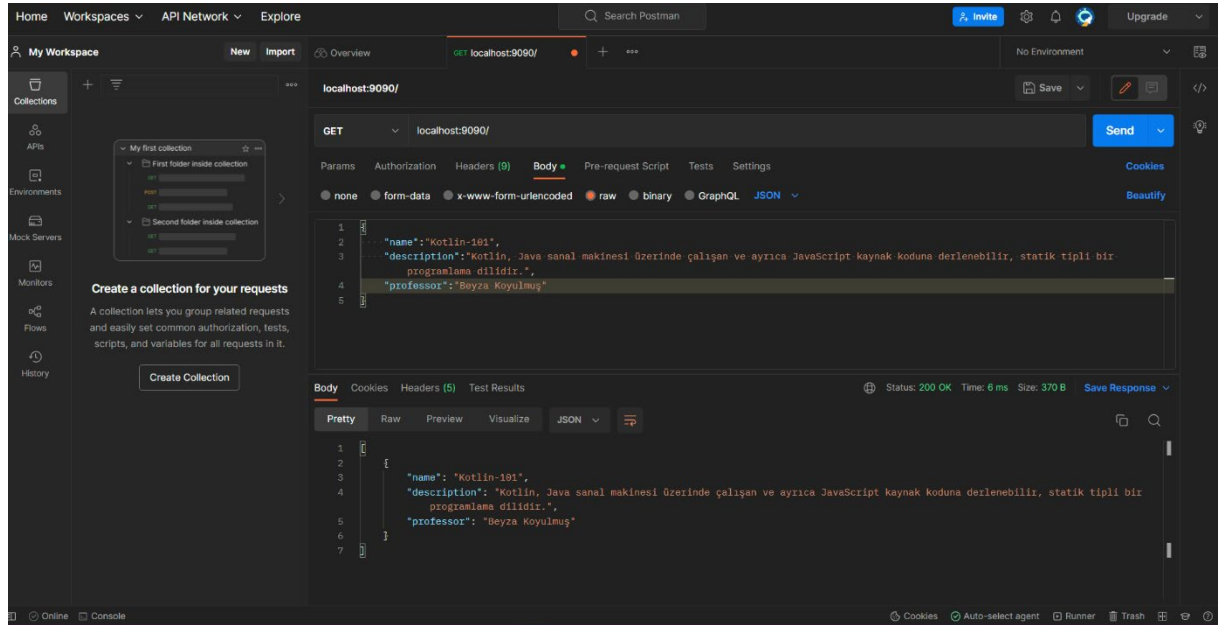 Home Workspaces API Network Explore Search Postman Invite Upgrade
My Workspace New Import Overview GET localhost:9090/ No Environment
Collections
APIs
Environments
Mock Servers
Monitors
Flows
History
My first collection
First folder inside collection
GET
POST
GET
Second folder inside collection
GET
GET
Create a collection for your requests
A collection lets you group related requests
and easily set common authorization, tests,
scripts, and variables for all requests in it.
Create Collection
localhost:9090/ Save
GET localhost:9090/ Send
Params Authorization Headers (9) Body Pre-request Script Tests Settings Cookies
none form-data x-www-form-urlencoded raw binary GraphQL JSON Beautify
1 {
2 "name":"Kotlin-101",
3 "description":"Kotlin, Java sanal makinesi üzerinde çalışan ve ayrıca JavaScript kaynak koduna derlenebilir, statik tipli bir
programlama dilidir.",
4 "professor":"Beyza Koyulmuş"
5 }
Body Cookies Headers (5) Test Results Status: 200 OK Time: 6 ms Size: 370 B Save Response
Pretty Raw Preview Visualize JSON
1 [
2 {
3 "name": "Kotlin-101",
4 "description": "Kotlin, Java sanal makinesi üzerinde çalışan ve ayrıca JavaScript kaynak koduna derlenebilir, statik tipli bir
programlama dilidir.",
5 "professor": "Beyza Koyulmuş"
6 }
7 ]
Online Console Cookies Auto-select agent Runner Trash